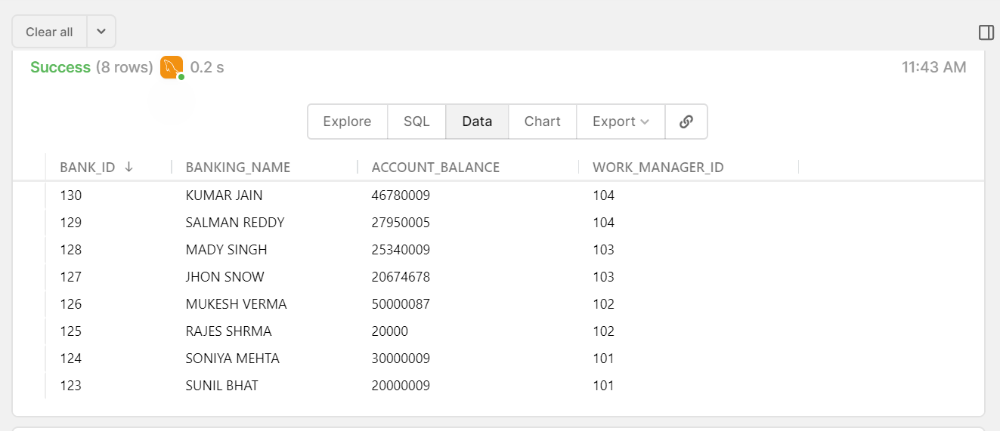 Clear all
Success (8 rows) 0.2 s 11:43 AM
Explore SQL Data Chart Export
BANK_ID ↓ BANKING_NAME ACCOUNT_BALANCE WORK_MANAGER_ID
130 KUMAR JAIN 46780009 104
129 SALMAN REDDY 27950005 104
128 MADY SINGH 25340009 103
127 JHON SNOW 20674678 103
126 MUKESH VERMA 50000087 102
125 RAJES SHRMA 20000 102
124 SONIYA MEHTA 30000009 101
123 SUNIL BHAT 20000009 101